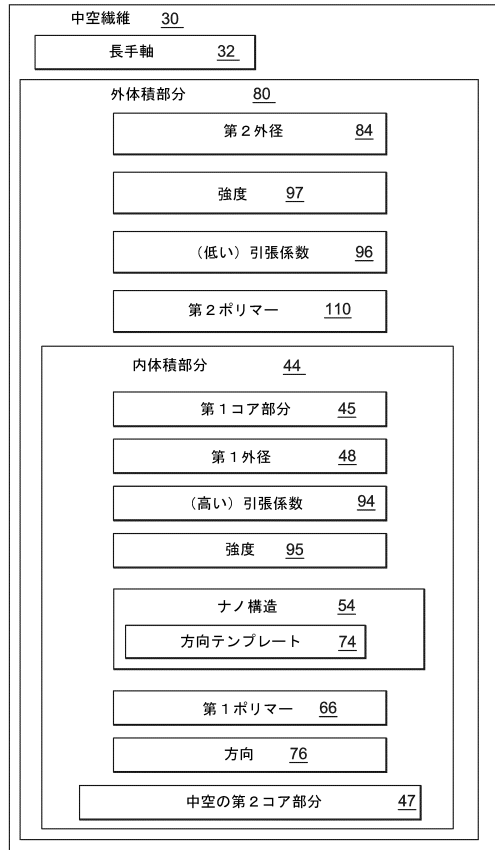 中空繊維 30
長手軸 32
外体積部分 80
第２外径 84
強度 97
（低い）引張係数 96
第２ポリマー 110
内体積部分 44
第１コア部分 45
第１外径 48
（高い）引張係数 94
強度 95
ナノ構造 54
方向テンプレート 74
第１ポリマー 66
方向 76
中空の第２コア部分 47